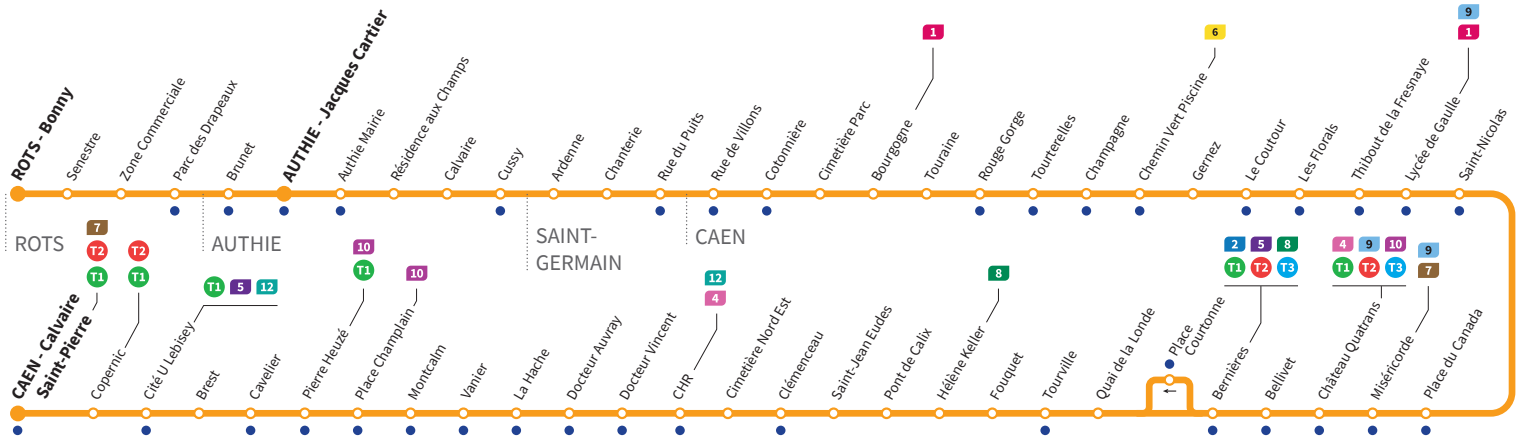 9
1
6
1
ROTS - Bonny
Senestre
Zone Commerciale
Parc des Drapeaux
Brunet
AUTHIE - Jacques Cartier
Authie Mairie
Résidence aux Champs
Calvaire
Cussy
Ardenne
Chanterie
Rue du Puits
Rue de Villons
Cotonnière
Cimetière Parc
Bourgogne
Touraine
Rouge Gorge
Tourterelles
Champagne
Chemin Vert Piscine
Gernez
Le Coutour
Les Florals
Thibout de la Fresnaye
Lycée de Gaulle
Saint-Nicolas
ROTS
AUTHIE
SAINT-
GERMAIN
CAEN
7
T2
T1
T2
T1
T1 5 12
10
T1
10
12
4
8
2 5 8
T1 T2 T3
4 9 10
T1 T2 T3
9
7
CAEN - Calvaire
Saint-Pierre
Copernic
Cité U Lebisey
Brest
Cavelier
Pierre Heuzé
Place Champlain
Montcalm
Vanier
La Hache
Docteur Auvray
Docteur Vincent
CHR
Cimetière Nord Est
Clémenceau
Saint-Jean Eudes
Pont de Calix
Hélène Keller
Fouquet
Tourville
Quai de la Londe
Place
Courtonne
←
Bernières
Bellivet
Château Quatrans
Miséricorde
Place du Canada